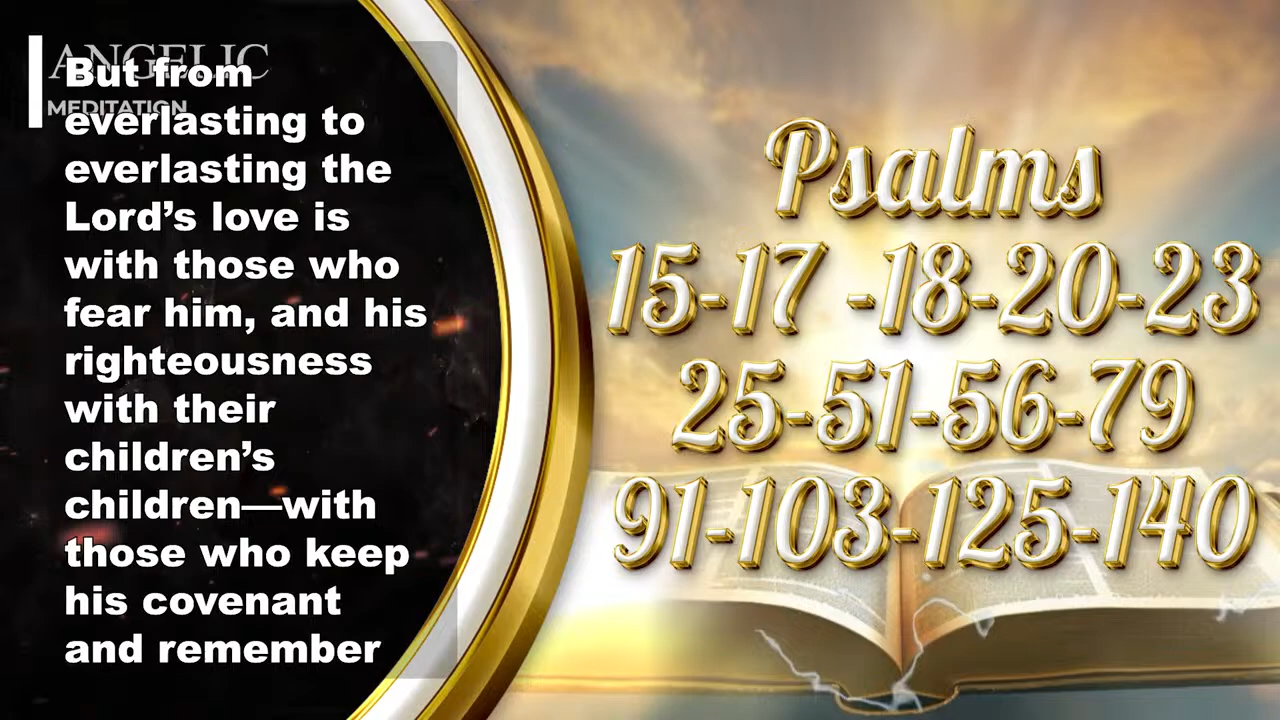 ANGELIC
MEDITATION
But from
everlasting to
everlasting the
Lord’s love is
with those who
fear him, and his
righteousness
with their
children’s
children—with
those who keep
his covenant
and remember
Psalms
15-17 -18-20-23
25-51-56-79
91-103-125-140